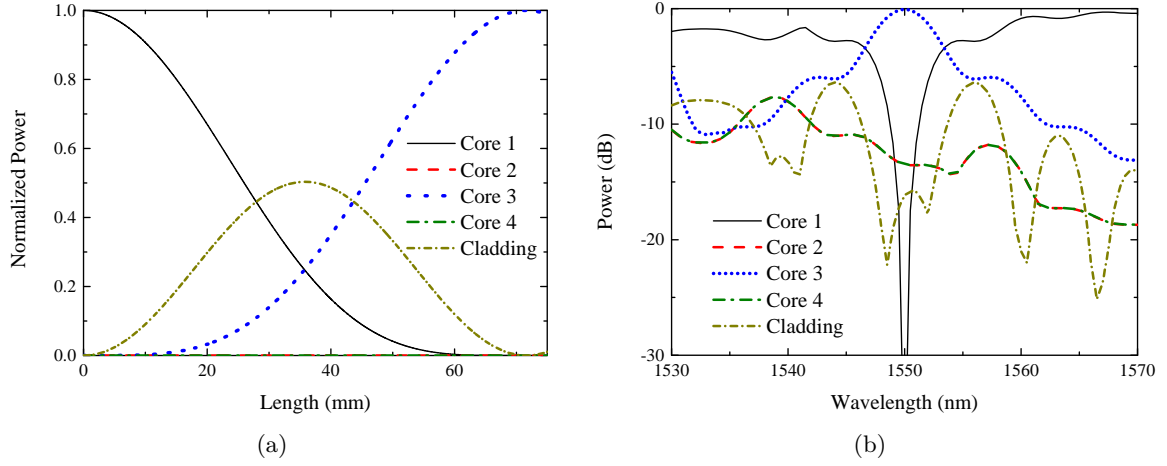 1.0
0.8
0.6
0.4
0.2
0.0
Normalized Power
0 20 40 60
Length (mm)
Core 1
Core 2
Core 3
Core 4
Cladding
(a)
0
-10
-20
-30
Power (dB)
1530 1540 1550 1560 1570
Wavelength (nm)
Core 1
Core 2
Core 3
Core 4
Cladding
(b)